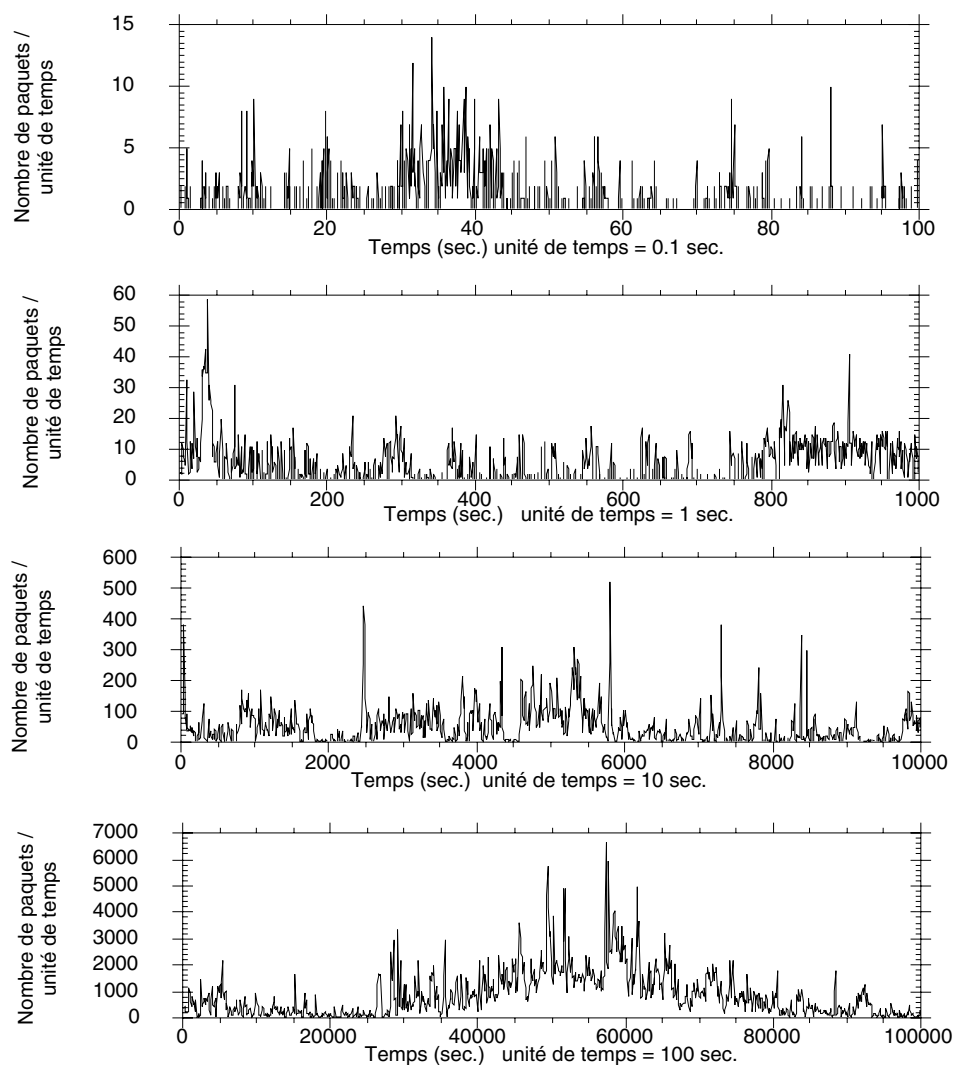 Nombre de paquets /
unité de temps
15
10
5
0
0 20 40 60 80 100
Temps (sec.) unité de temps = 0.1 sec.
Nombre de paquets /
unité de temps
60
50
40
30
20
10
0
0 200 400 600 800 1000
Temps (sec.) unité de temps = 1 sec.
Nombre de paquets /
unité de temps
600
500
400
300
200
100
0
0 2000 4000 6000 8000 10000
Temps (sec.) unité de temps = 10 sec.
Nombre de paquets /
unité de temps
7000
6000
5000
4000
3000
2000
1000
0
0 20000 40000 60000 80000 100000
Temps (sec.) unité de temps = 100 sec.